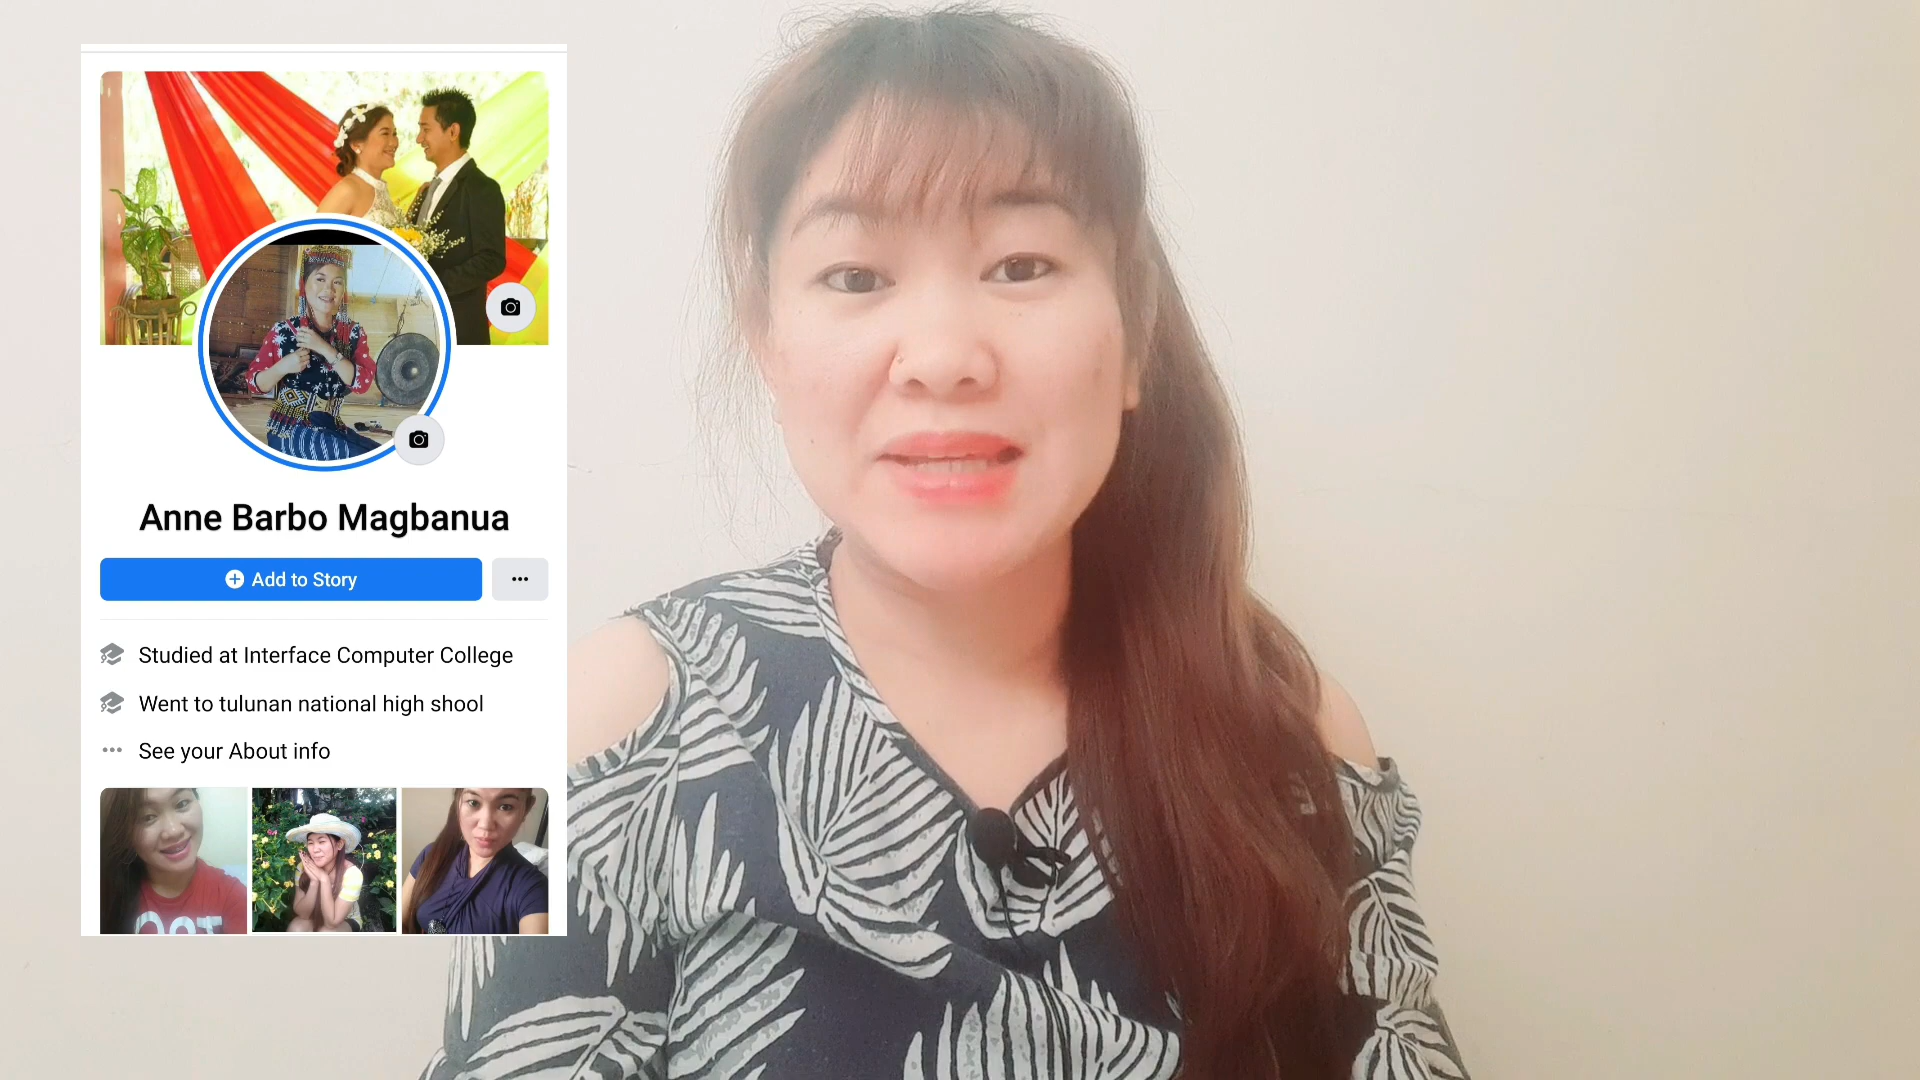 Anne Barbo Magbanua
Add to Story
Studied at Interface Computer College
Went to tulunan national high shool
See your About info